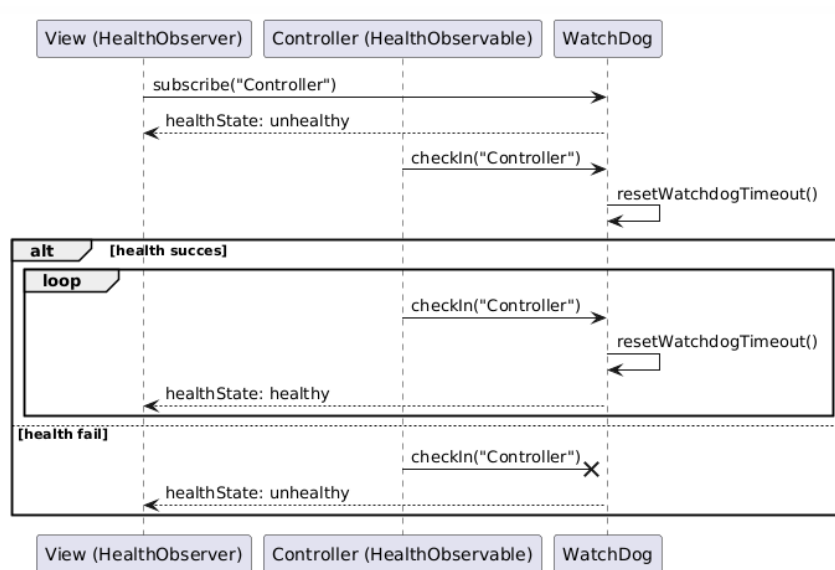 View (HealthObserver) Controller (HealthObservable) WatchDog
subscribe("Controller")
healthState: unhealthy
checkIn("Controller")
resetWatchdogTimeout()
alt [health succes]
loop
checkIn("Controller")
resetWatchdogTimeout()
healthState: healthy
[health fail]
checkIn("Controller")
healthState: unhealthy
View (HealthObserver) Controller (HealthObservable) WatchDog